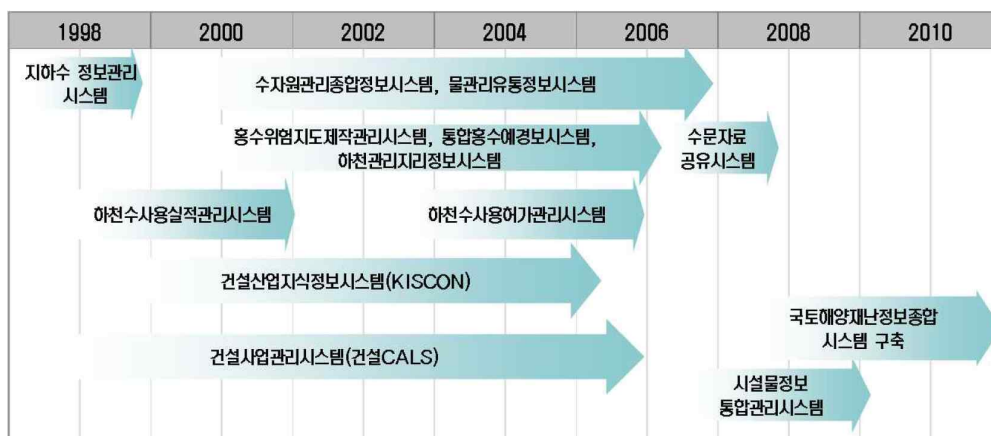 1998 2000 2002 2004 2006 2008 2010
지하수 정보관리
시스템
수자원관리종합정보시스템, 물관리유통정보시스템
홍수위험지도제작관리시스템, 통합홍수예경보시스템,
하천관리지리정보시스템
수문자료
공유시스템
하천수사용실적관리시스템
하천수사용허가관리시스템
건설산업지식정보시스템(KISCON)
국토해양재난정보종합
시스템 구축
건설사업관리시스템(건설CALS)
시설물정보
통합관리시스템